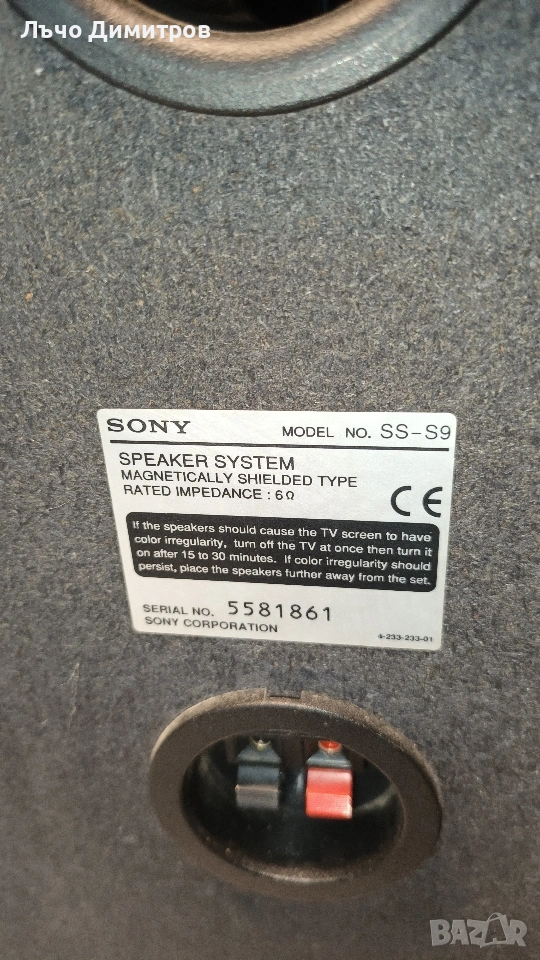 Лъчо Димитров
SONY MODEL NO. SS-S9
SPEAKER SYSTEM
MAGNETICALLY SHIELDED TYPE
RATED IMPEDANCE : 6Ω
CE
If the speakers should cause the TV screen to have
color irregularity, turn off the TV at once then turn it
on after 15 to 30 minutes. If color irregularity should
persist, place the speakers further away from the set.
SERIAL NO. 5581861
SONY CORPORATION
4-233-233-01
BAZAR